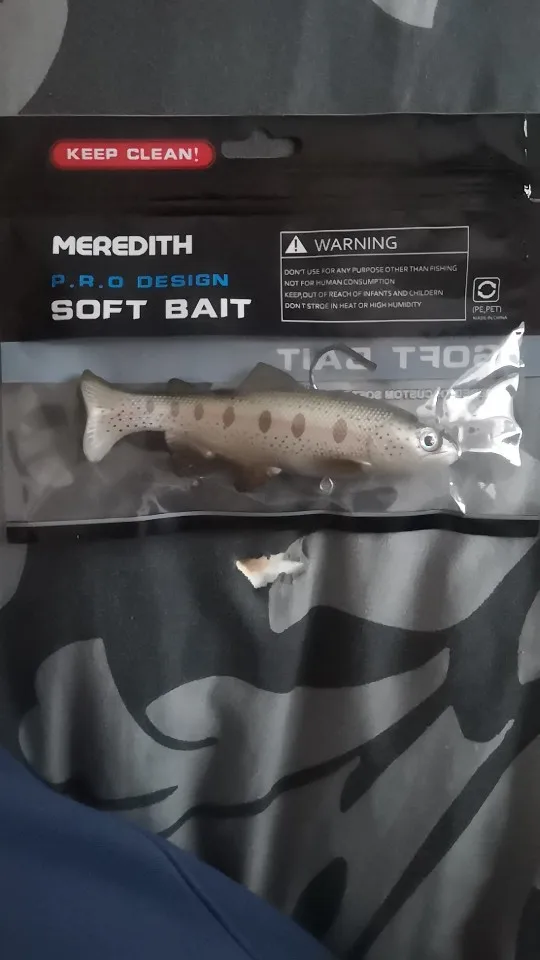 KEEP CLEAN!
MEREDITH
P.R.O DESIGN
SOFT BAIT
WARNING
DON'T USE FOR ANY PURPOSE OTHER THAN FISHING
NOT FOR HUMAN CONSUMPTION
KEEP,OUT OF REACH OF INFANTS AND CHILDERN
DON'T STROE IN HEAT OR HIGH HUMIDITY
(PE,PET)
MADE IN CHINA
SOFT BAIT
CUSTOM